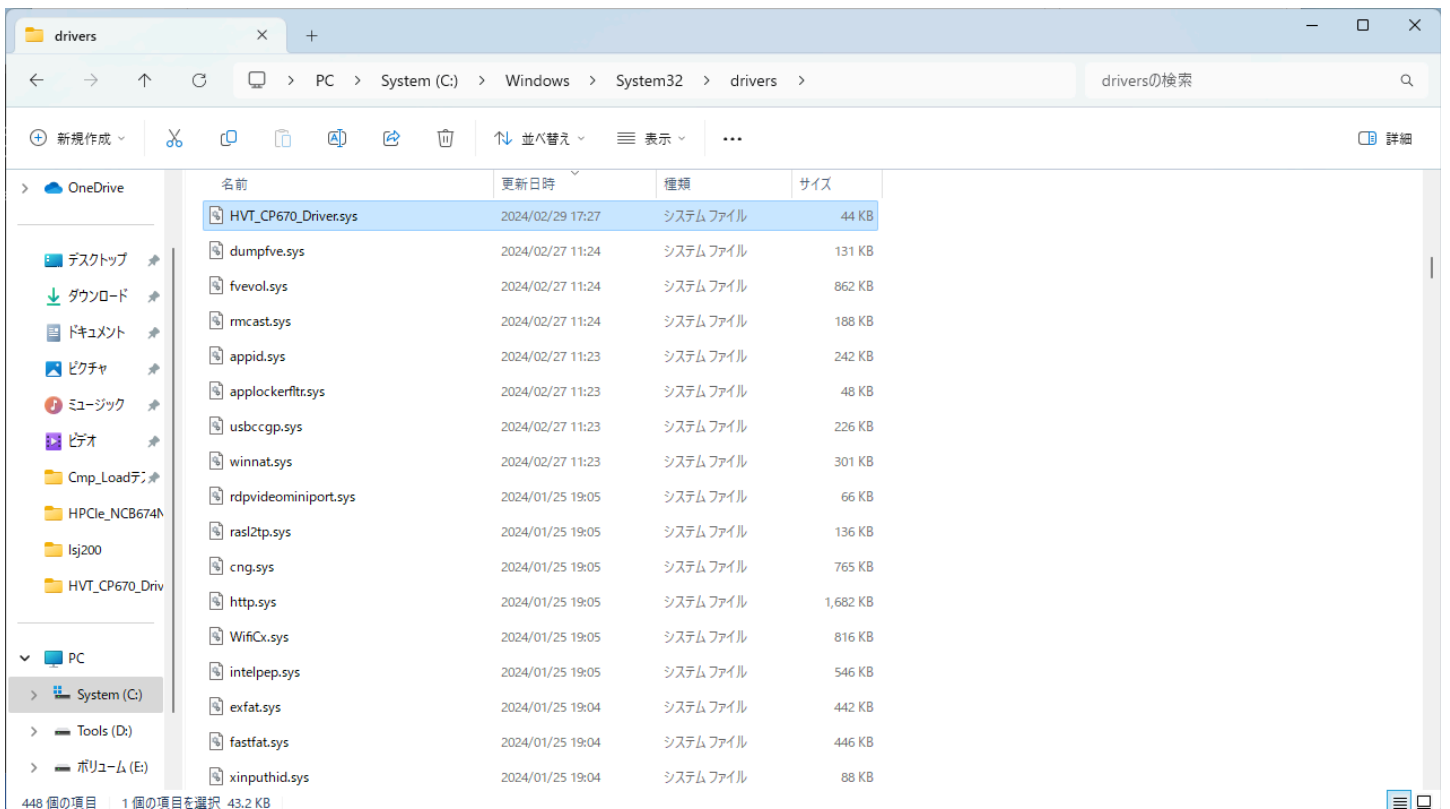 drivers
PC > System (C:) > Windows > System32 > drivers >
driversの検索
新規作成
並べ替え
表示
詳細
OneDrive
デスクトップ
ダウンロード
ドキュメント
ピクチャ
ミュージック
ビデオ
Cmp_Loadデ
HPCIe_NCB674N
lsj200
HVT_CP670_Driv
PC
System (C:)
Tools (D:)
ボリューム (E:)
名前 更新日時 種類 サイズ
HVT_CP670_Driver.sys 2024/02/29 17:27 システム ファイル 44 KB
dumpfve.sys 2024/02/27 11:24 システム ファイル 131 KB
fvevol.sys 2024/02/27 11:24 システム ファイル 862 KB
rmcast.sys 2024/02/27 11:24 システム ファイル 188 KB
appid.sys 2024/02/27 11:23 システム ファイル 242 KB
applockerfltr.sys 2024/02/27 11:23 システム ファイル 48 KB
usbccgp.sys 2024/02/27 11:23 システム ファイル 226 KB
winnat.sys 2024/02/27 11:23 システム ファイル 301 KB
rdpvideominiport.sys 2024/01/25 19:05 システム ファイル 66 KB
rasl2tp.sys 2024/01/25 19:05 システム ファイル 136 KB
cng.sys 2024/01/25 19:05 システム ファイル 765 KB
http.sys 2024/01/25 19:05 システム ファイル 1,682 KB
WifiCx.sys 2024/01/25 19:05 システム ファイル 816 KB
intelpep.sys 2024/01/25 19:05 システム ファイル 546 KB
exfat.sys 2024/01/25 19:04 システム ファイル 442 KB
fastfat.sys 2024/01/25 19:04 システム ファイル 446 KB
xinputhid.sys 2024/01/25 19:04 システム ファイル 88 KB
448 個の項目 1 個の項目を選択 43.2 KB